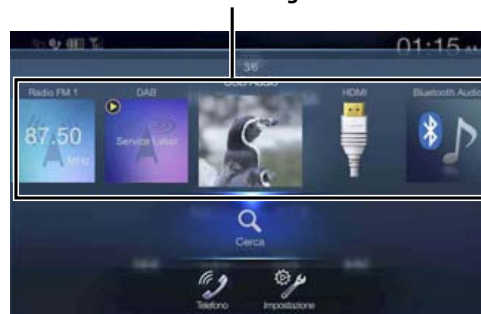 01:15
3/6
Radio FM 1
DAB
USB Audio
HDMI
Bluetooth Audio
87.50
MHz
Service Label
Cerca
Telefono
Impostazione